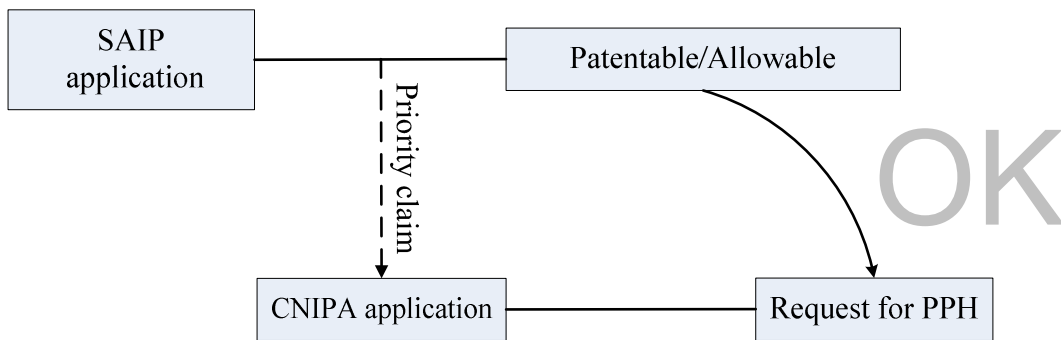 SAIP
application
Patentable/Allowable
Priority claim
OK
CNIPA application
Request for PPH